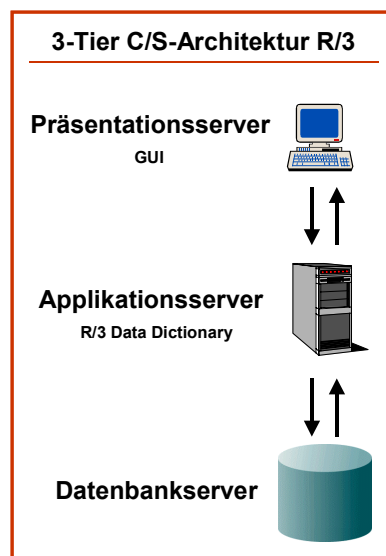 3-Tier C/S-Architektur R/3
Präsentationsserver
GUI
Applikationsserver
R/3 Data Dictionary
Datenbankserver